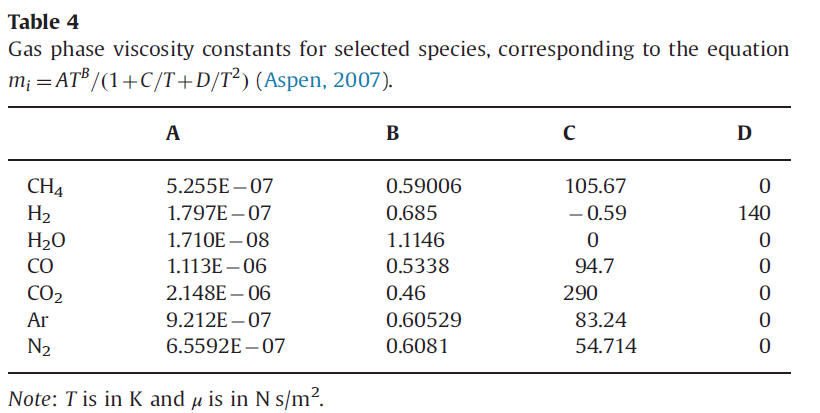 Table 4
Gas phase viscosity constants for selected species, corresponding to the equation
mᵢ = ATᴮ/(1+C/T+D/T²) (Aspen, 2007).
A B C D
CH₄ 5.255E−07 0.59006 105.67 0
H₂ 1.797E−07 0.685 −0.59 140
H₂O 1.710E−08 1.1146 0 0
CO 1.113E−06 0.5338 94.7 0
CO₂ 2.148E−06 0.46 290 0
Ar 9.212E−07 0.60529 83.24 0
N₂ 6.5592E−07 0.6081 54.714 0
Note: T is in K and μ is in N s/m².